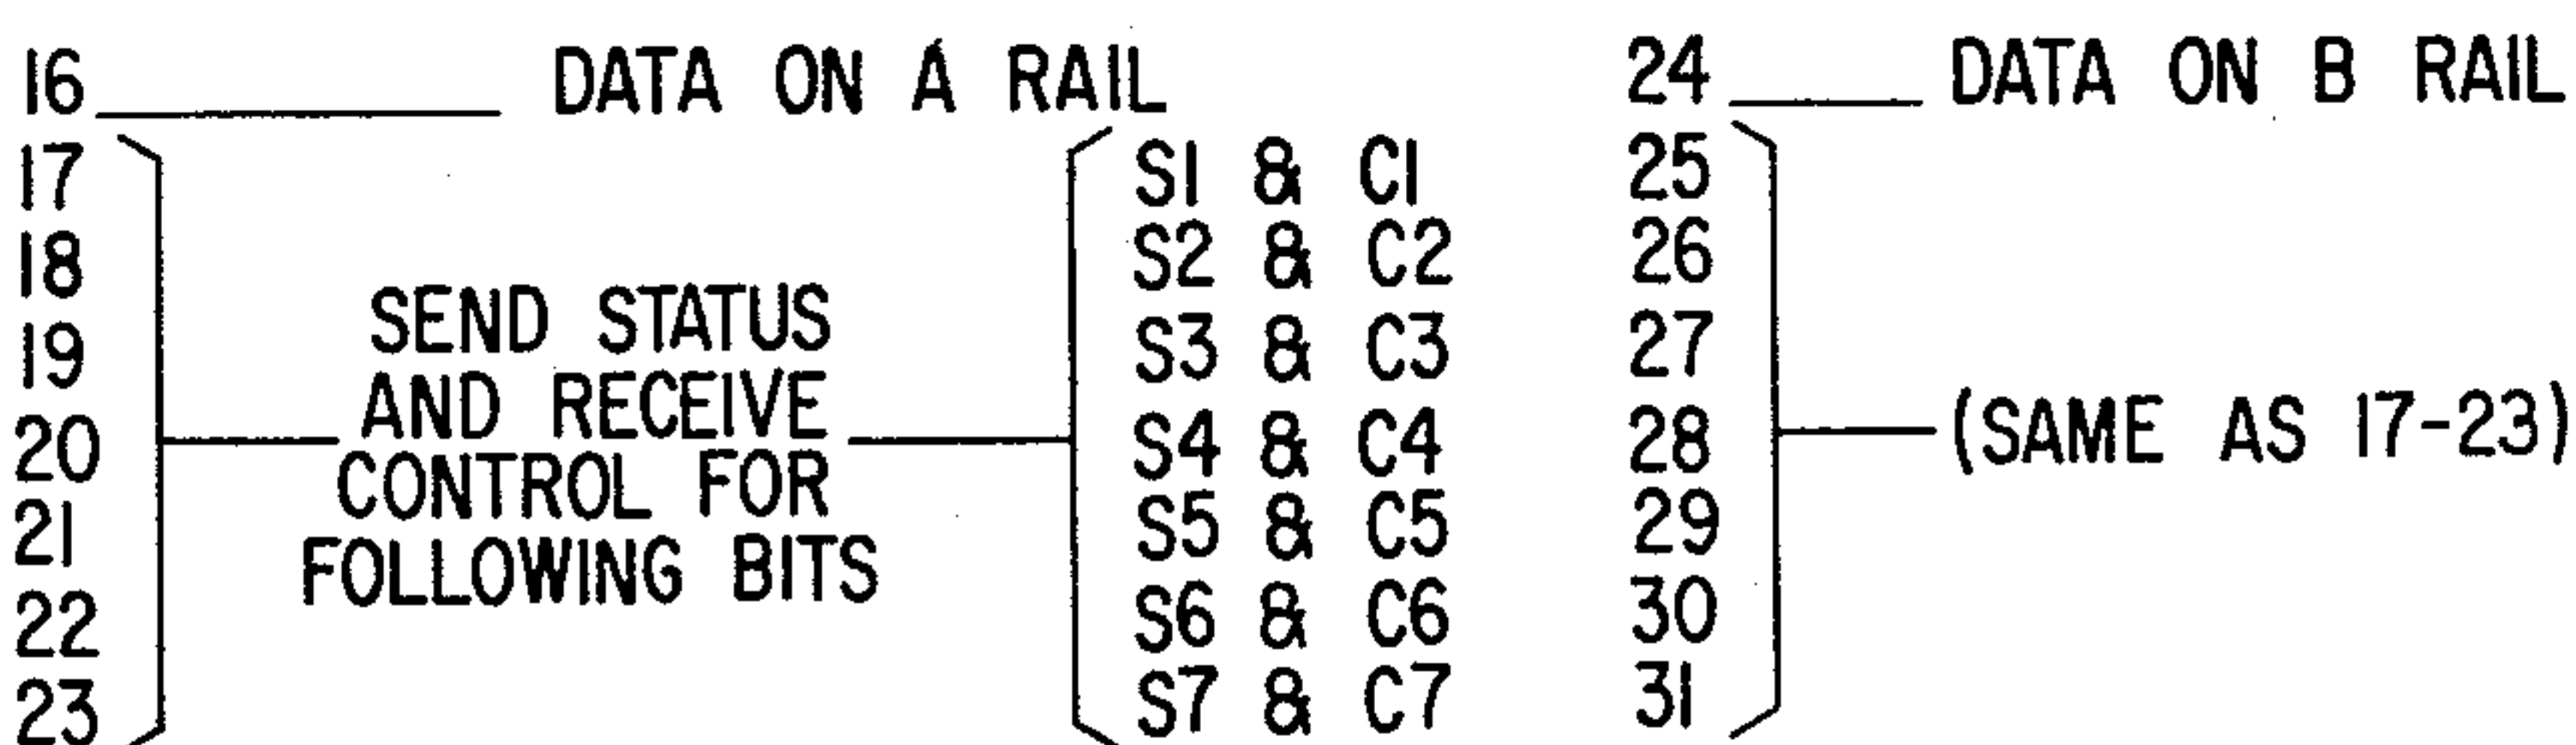 16 DATA ON A RAIL
17
18
19
20
21
22
23
SEND STATUS
AND RECEIVE
CONTROL FOR
FOLLOWING BITS
S1 & C1
S2 & C2
S3 & C3
S4 & C4
S5 & C5
S6 & C6
S7 & C7
24 DATA ON B RAIL
25
26
27
28
29
30
31
(SAME AS 17-23)